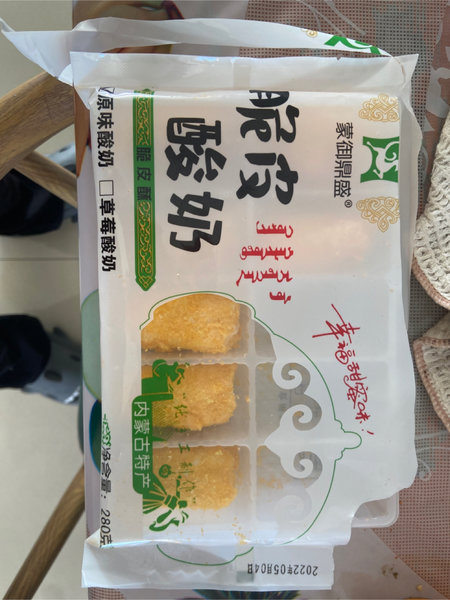 蒙御鼎盛®
脆皮
酸奶
脆皮酥
原味酸奶 □草莓酸奶
幸福甜蜜味！
内蒙古特产
净含量：280克
2022年05月04